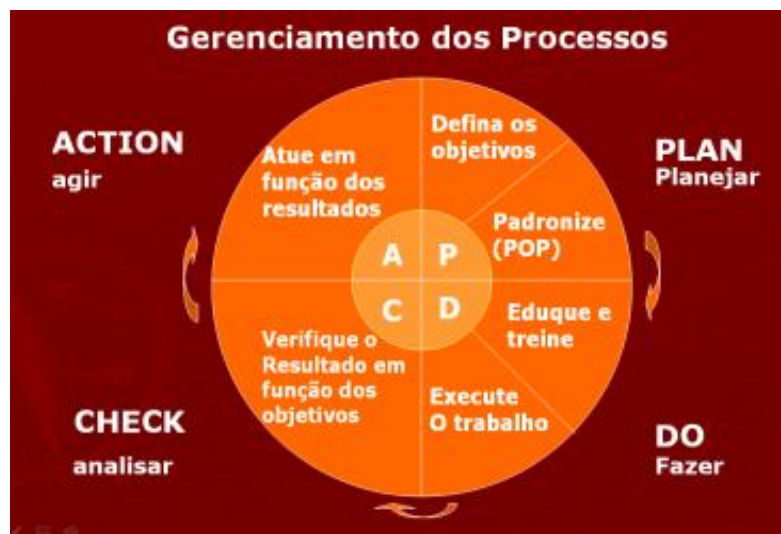 Gerenciamento dos Processos
ACTION
agir
Atue em
função dos
resultados
Defina os
objetivos
PLAN
Planejar
Padronize
(POP)
A
P
C
D
Eduque e
treine
Verifique o
Resultado em
função dos
objetivos
Execute
O trabalho
CHECK
analisar
DO
Fazer